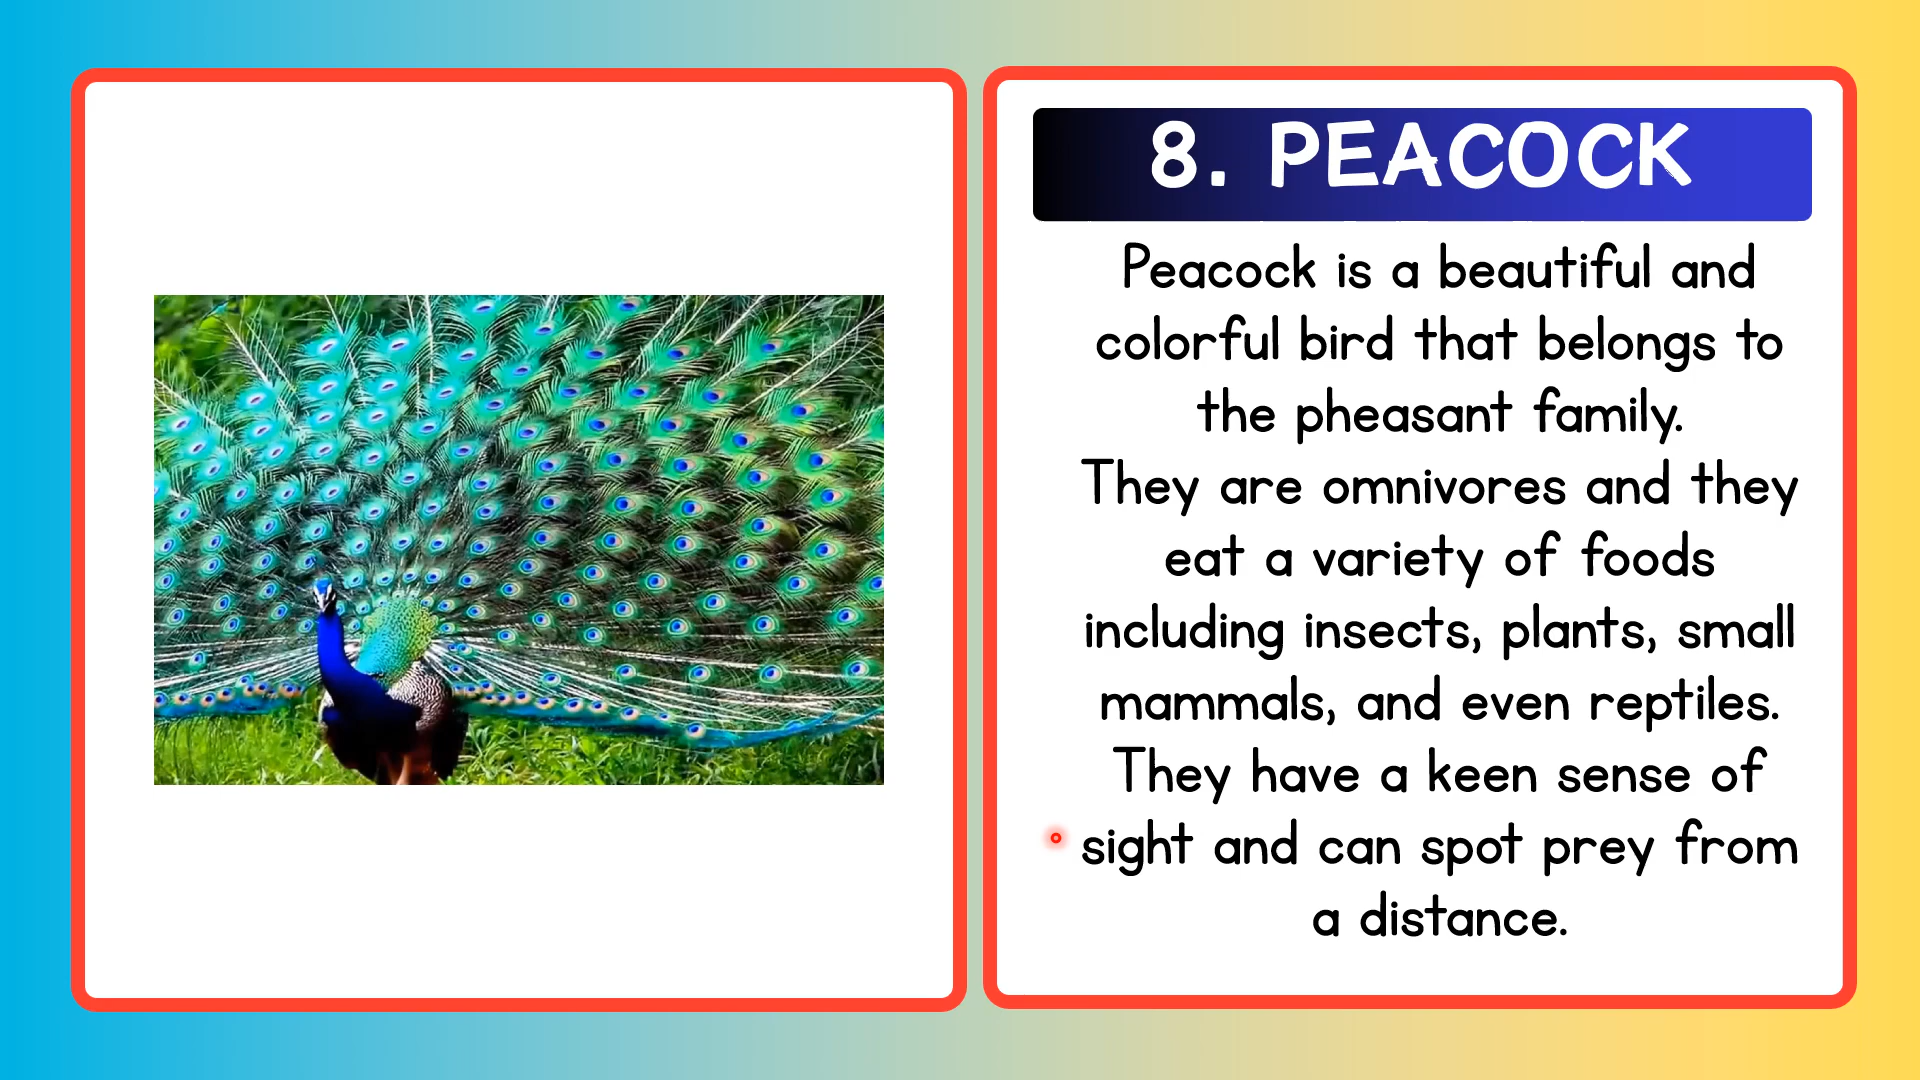 8. PEACOCK
Peacock is a beautiful and
colorful bird that belongs to
the pheasant family.
They are omnivores and they
eat a variety of foods
including insects, plants, small
mammals, and even reptiles.
They have a keen sense of
sight and can spot prey from
a distance.